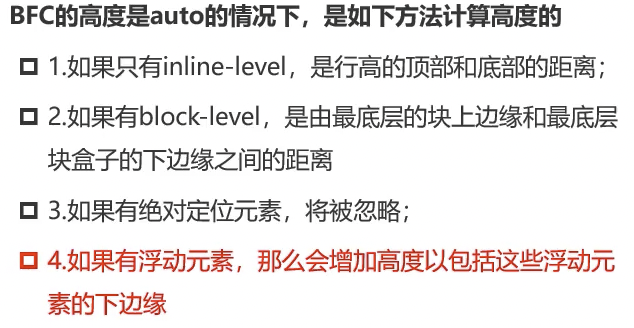 BFC的高度是auto的情况下，是如下方法计算高度的
1.如果只有inline-level，是行高的顶部和底部的距离；
2.如果有block-level，是由最底层的块上边缘和最底层
块盒子的下边缘之间的距离
3.如果有绝对定位元素，将被忽略；
4.如果有浮动元素，那么会增加高度以包括这些浮动元
素的下边缘